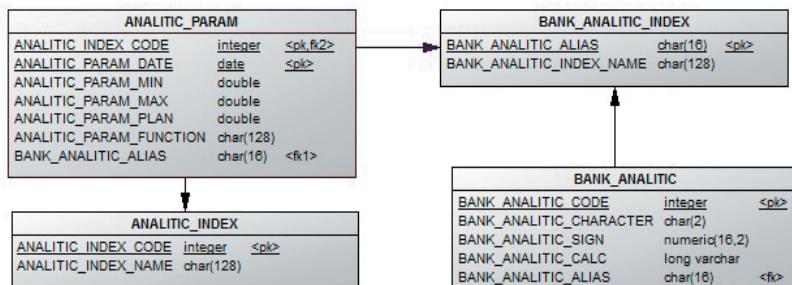 ANALITIC_PARAM
ANALITIC_INDEX_CODE integer <pk,fk2>
ANALITIC_PARAM_DATE date <pk>
ANALITIC_PARAM_MIN double
ANALITIC_PARAM_MAX double
ANALITIC_PARAM_PLAN double
ANALITIC_PARAM_FUNCTION char(128)
BANK_ANALITIC_ALIAS char(16) <fk1>
BANK_ANALITIC_INDEX
BANK_ANALITIC_ALIAS char(16) <pk>
BANK_ANALITIC_INDEX_NAME char(128)
ANALITIC_INDEX
ANALITIC_INDEX_CODE integer <pk>
ANALITIC_INDEX_NAME char(128)
BANK_ANALITIC
BANK_ANALITIC_CODE integer <pk>
BANK_ANALITIC_CHARACTER char(2)
BANK_ANALITIC_SIGN numeric(16,2)
BANK_ANALITIC_CALC long varchar
BANK_ANALITIC_ALIAS char(16) <fk>